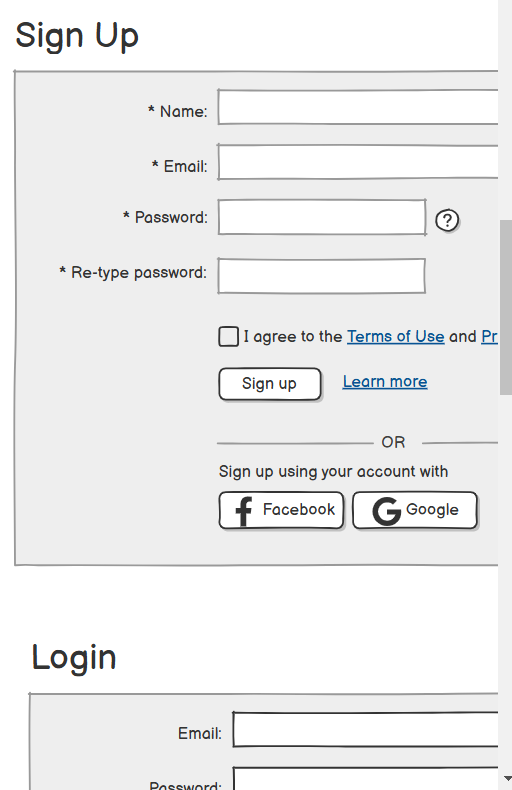 Sign Up
* Name:
* Email:
* Password: ?
* Re-type password:
I agree to the Terms of Use and Pr
Sign up Learn more
OR
Sign up using your account with
Facebook Google
Login
Email:
Password: